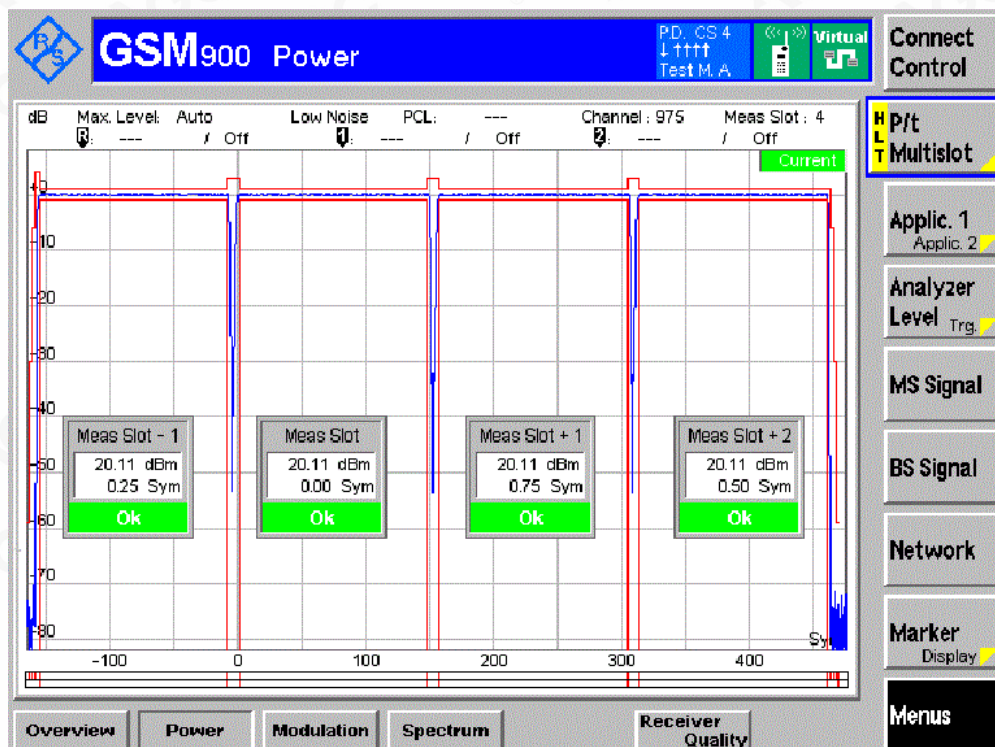 R/S
GSM900 Power
P.D. CS 4
↓ ↑↑↑↑
Test M. A
Virtual
Connect
Control
dB Max. Level: Auto Low Noise PCL: --- Channel : 975 Meas Slot : 4
R: --- / Off 1: --- / Off 2: --- / Off
Current
HLT
P/t
Multislot
Applic. 1
Applic. 2
Analyzer
Level Trg.
MS Signal
BS Signal
Network
Marker
Display
Menus
+0
-10
-20
-30
-40
-50
-60
-70
-80
Meas Slot - 1
20.11 dBm
0.25 Sym
Ok
Meas Slot
20.11 dBm
0.00 Sym
Ok
Meas Slot + 1
20.11 dBm
0.75 Sym
Ok
Meas Slot + 2
20.11 dBm
0.50 Sym
Ok
-100 0 100 200 300 400
Overview Power Modulation Spectrum Receiver
Quality